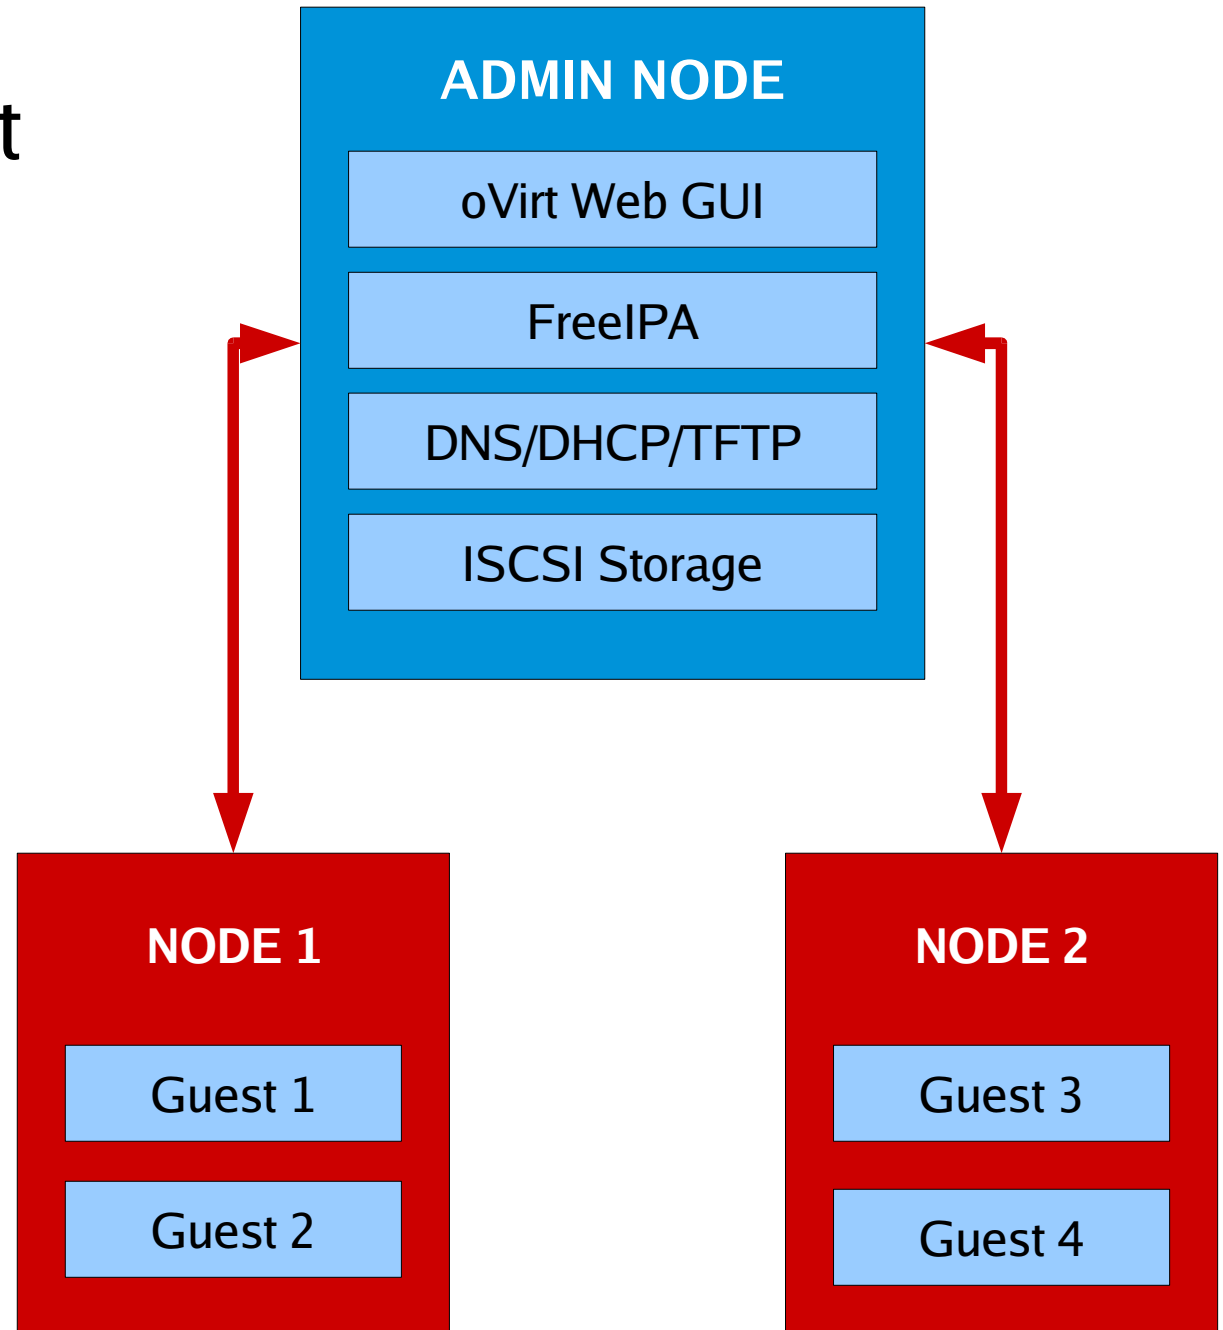 t
ADMIN NODE
oVirt Web GUI
FreeIPA
DNS/DHCP/TFTP
ISCSI Storage
NODE 1
NODE 2
Guest 1
Guest 3
Guest 2
Guest 4